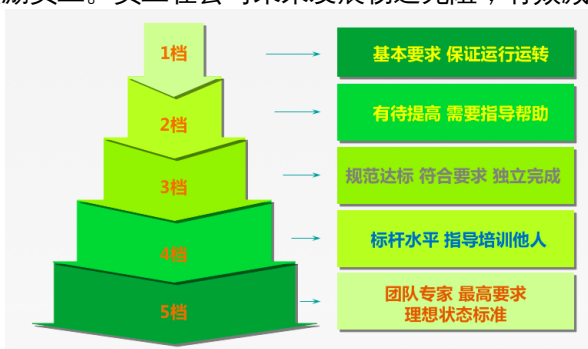 1档
基本要求 保证运行运转
2档
有待提高 需要指导帮助
3档
规范达标 符合要求 独立完成
4档
标杆水平 指导培训他人
5档
团队专家 最高要求
理想状态标准